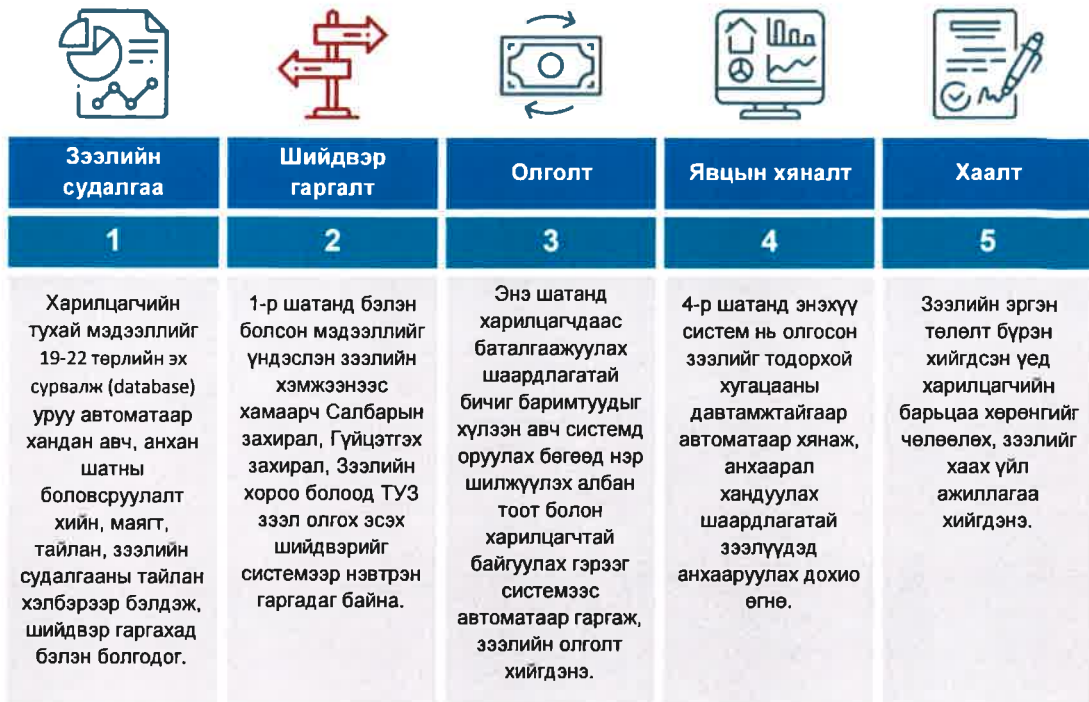 Зээлийн
судалгаа
1
Харилцагчийн
тухай мэдээллийг
19-22 төрлийн эх
сурвалж (database)
уруу автоматаар
хандан авч, анхан
шатны
боловсруулалт
хийн, маягт,
тайлан, зээлийн
судалгааны тайлан
хэлбэрээр бэлдэж,
шийдвэр гаргахад
бэлэн болгодог.
Шийдвэр
гаргалт
2
1-р шатанд бэлэн
болсон мэдээллийг
үндэслэн зээлийн
хэмжээнээс
хамаарч Салбарын
захирал, Гүйцэтгэх
захирал, Зээлийн
хороо болоод ТУЗ
зээл олгох эсэх
шийдвэрийг
системээр нэвтрэн
гаргадаг байна.
Олголт
3
Энэ шатанд
харилцагчдаас
баталгаажуулах
шаардлагатай
бичиг баримтуудыг
хүлээн авч системд
оруулах бөгөөд нэр
шилжүүлэх албан
тоот болон
харилцагчтай
байгуулах гэрээг
системээс
автоматаар гаргаж,
зээлийн олголт
хийгдэнэ.
Явцын хяналт
4
4-р шатанд энэхүү
систем нь олгосон
зээлийг тодорхой
хугацааны
давтамжтайгаар
автоматаар хянаж,
анхаарал
хандуулах
шаардлагатай
зээлүүдэд
анхааруулах дохио
өгнө.
Хаалт
5
Зээлийн эргэн
төлөлт бүрэн
хийгдсэн үед
харилцагчийн
барьцаа хөрөнгийг
чөлөөлөх, зээлийг
хаах үйл
ажиллагаа
хийгдэнэ.